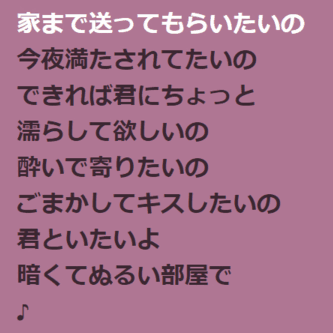 家まで送ってもらいたいの
今夜満たされてたいの
できれば君にちょっと
濡らして欲しいの
酔いで寄りたいの
ごまかしてキスしたいの
君といたいよ
暗くてぬるい部屋で
♪